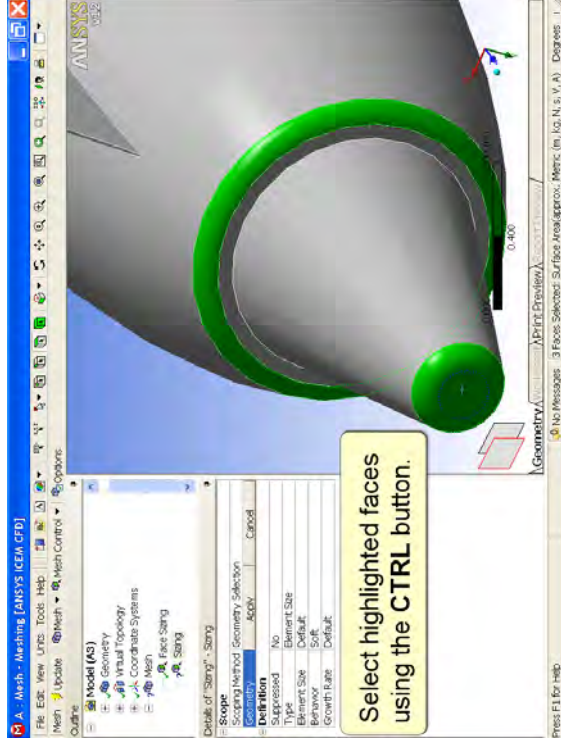 A : Mesh - Meshing [ANSYS ICEM CFD]
File Edit View Units Tools Help
Mesh Update Mesh Mesh Control Options
Outline
Model (A3)
Geometry
Virtual Topology
Coordinate Systems
Mesh
Face Sizing
Sizing
Details of "Sizing" - Sizing
Scope
Scoping Method Geometry Selection
Geometry Apply Cancel
Definition
Suppressed No
Type Element Size
Element Size Default
Behavior Soft
Growth Rate Default
Select highlighted faces
using the CTRL button.
ANSYS
0.400
Geometry Print Preview
Press F1 for Help No Messages 3 Faces Selected: Surface Area(approx. Metric (m, kg, N, s, V, A) Degrees